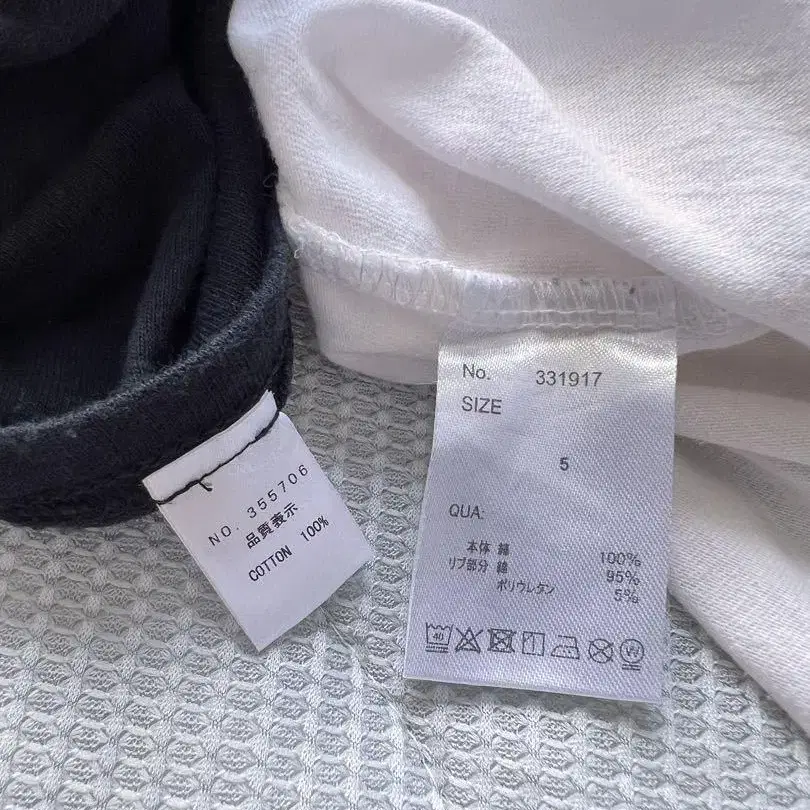 NO. 355706
品質表示
COTTON 100%
No. 331917
SIZE
5
QUA:
本体 綿 100%
リブ部分 綿 95%
ポリウレタン 5%
40
W